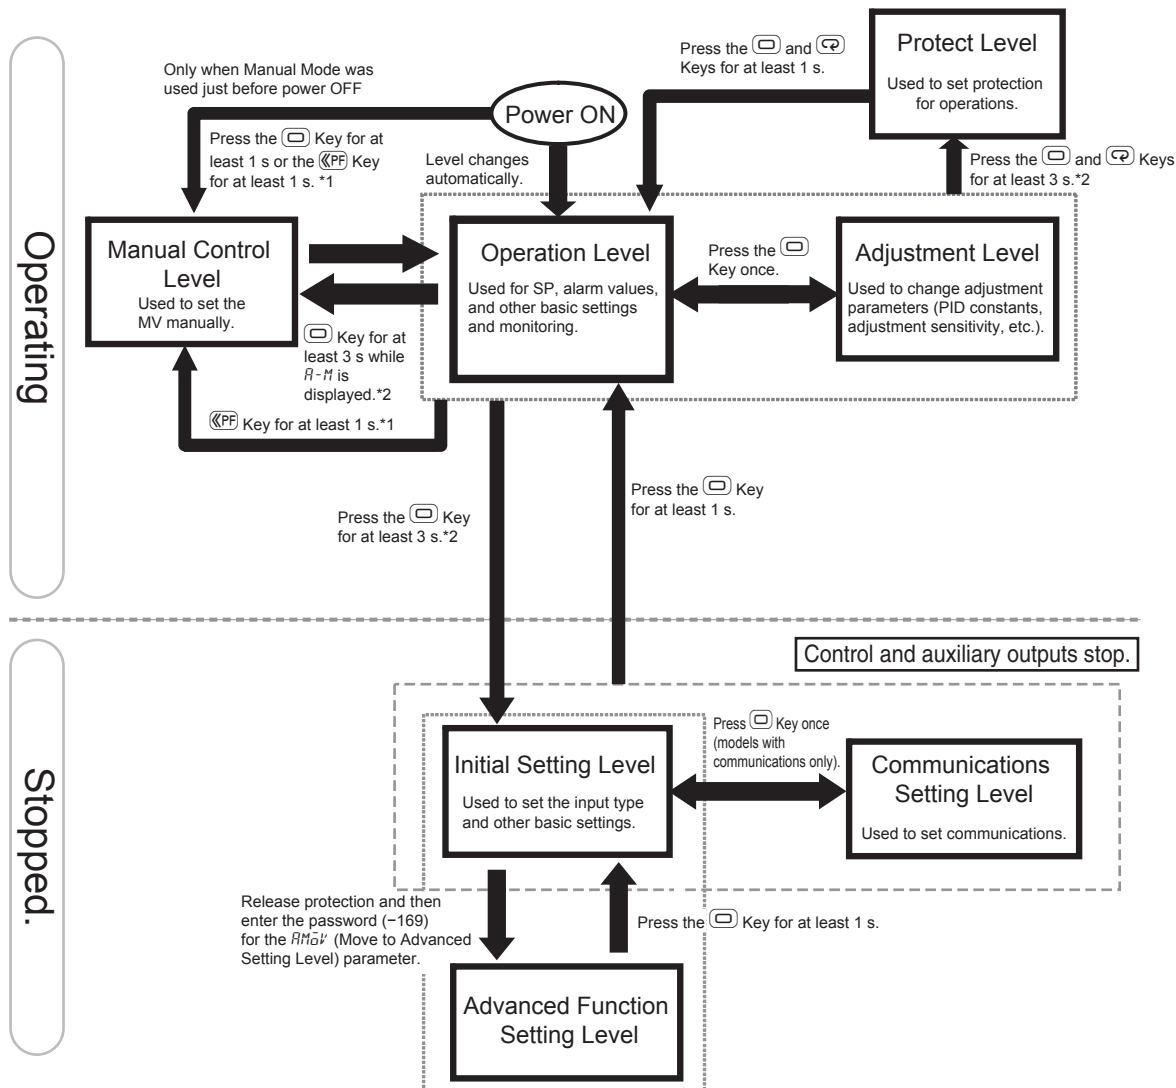 Operating
Only when Manual Mode was
used just before power OFF
Power ON
Press the and
Keys for at least 1 s.
Protect Level
Used to set protection
for operations.
Press the Key for at
least 1 s or the PF Key
for at least 1 s. *1
Level changes
automatically.
Press the and Keys
for at least 3 s.*2
Manual Control
Level
Used to set the
MV manually.
Operation Level
Used for SP, alarm values,
and other basic settings
and monitoring.
Press the
Key once.
Adjustment Level
Used to change adjustment
parameters (PID constants,
adjustment sensitivity, etc.).
Key for at
least 3 s while
A-M is
displayed.*2
PF Key for at least 1 s.*1
Press the Key
for at least 3 s.*2
Press the Key
for at least 1 s.
Stopped.
Control and auxiliary outputs stop.
Initial Setting Level
Used to set the input type
and other basic settings.
Press Key once
(models with
communications only).
Communications
Setting Level
Used to set communications.
Release protection and then
enter the password (−169)
for the AMoV (Move to Advanced
Setting Level) parameter.
Press the Key for at least 1 s.
Advanced Function
Setting Level